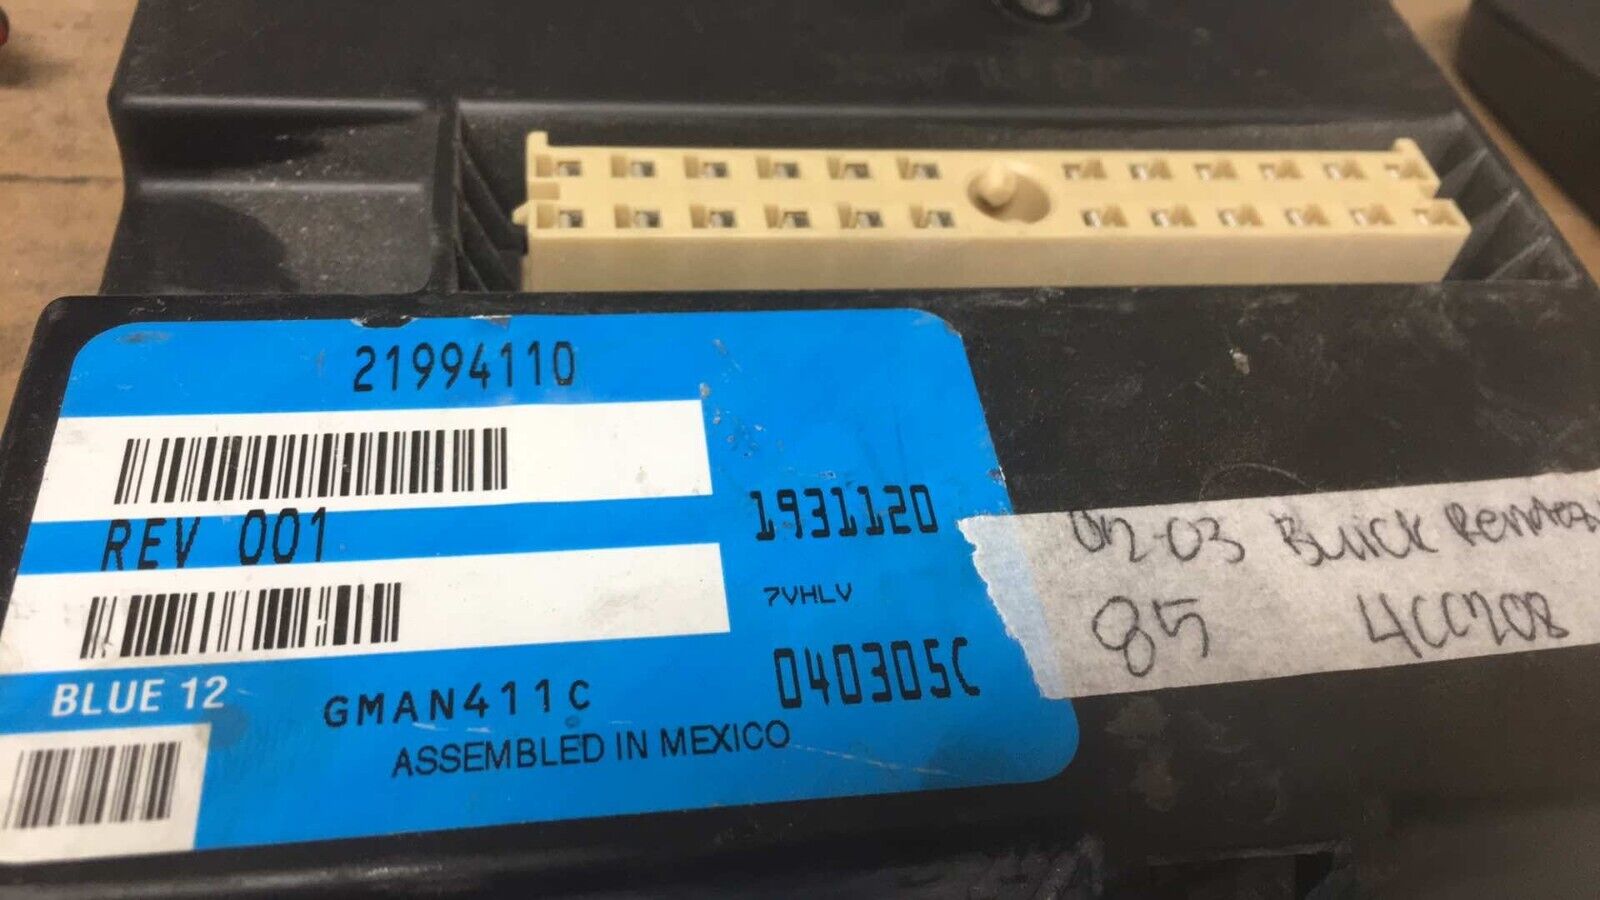 21994110
REV 001
1931120
7VHLV
BLUE 12
GMAN411C
040305C
ASSEMBLED IN MEXICO
02-03 Buick
85 4CC208